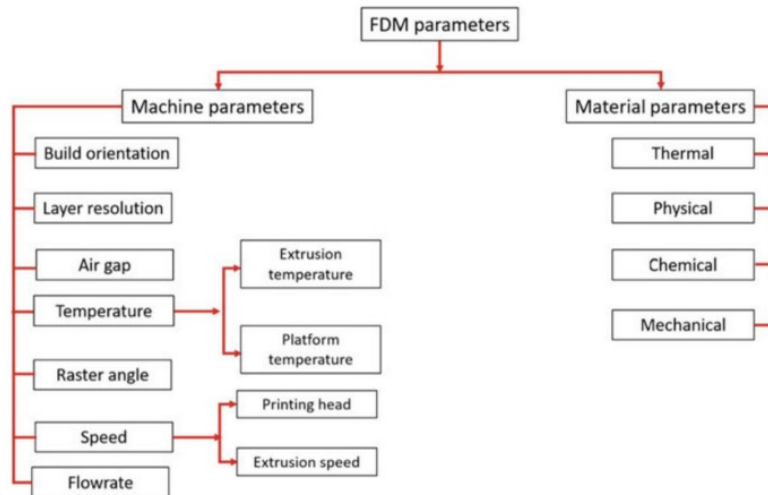 FDM parameters
Machine parameters
Material parameters
Build orientation
Layer resolution
Air gap
Temperature
Extrusion
temperature
Platform
temperature
Raster angle
Speed
Printing head
Extrusion speed
Flowrate
Thermal
Physical
Chemical
Mechanical